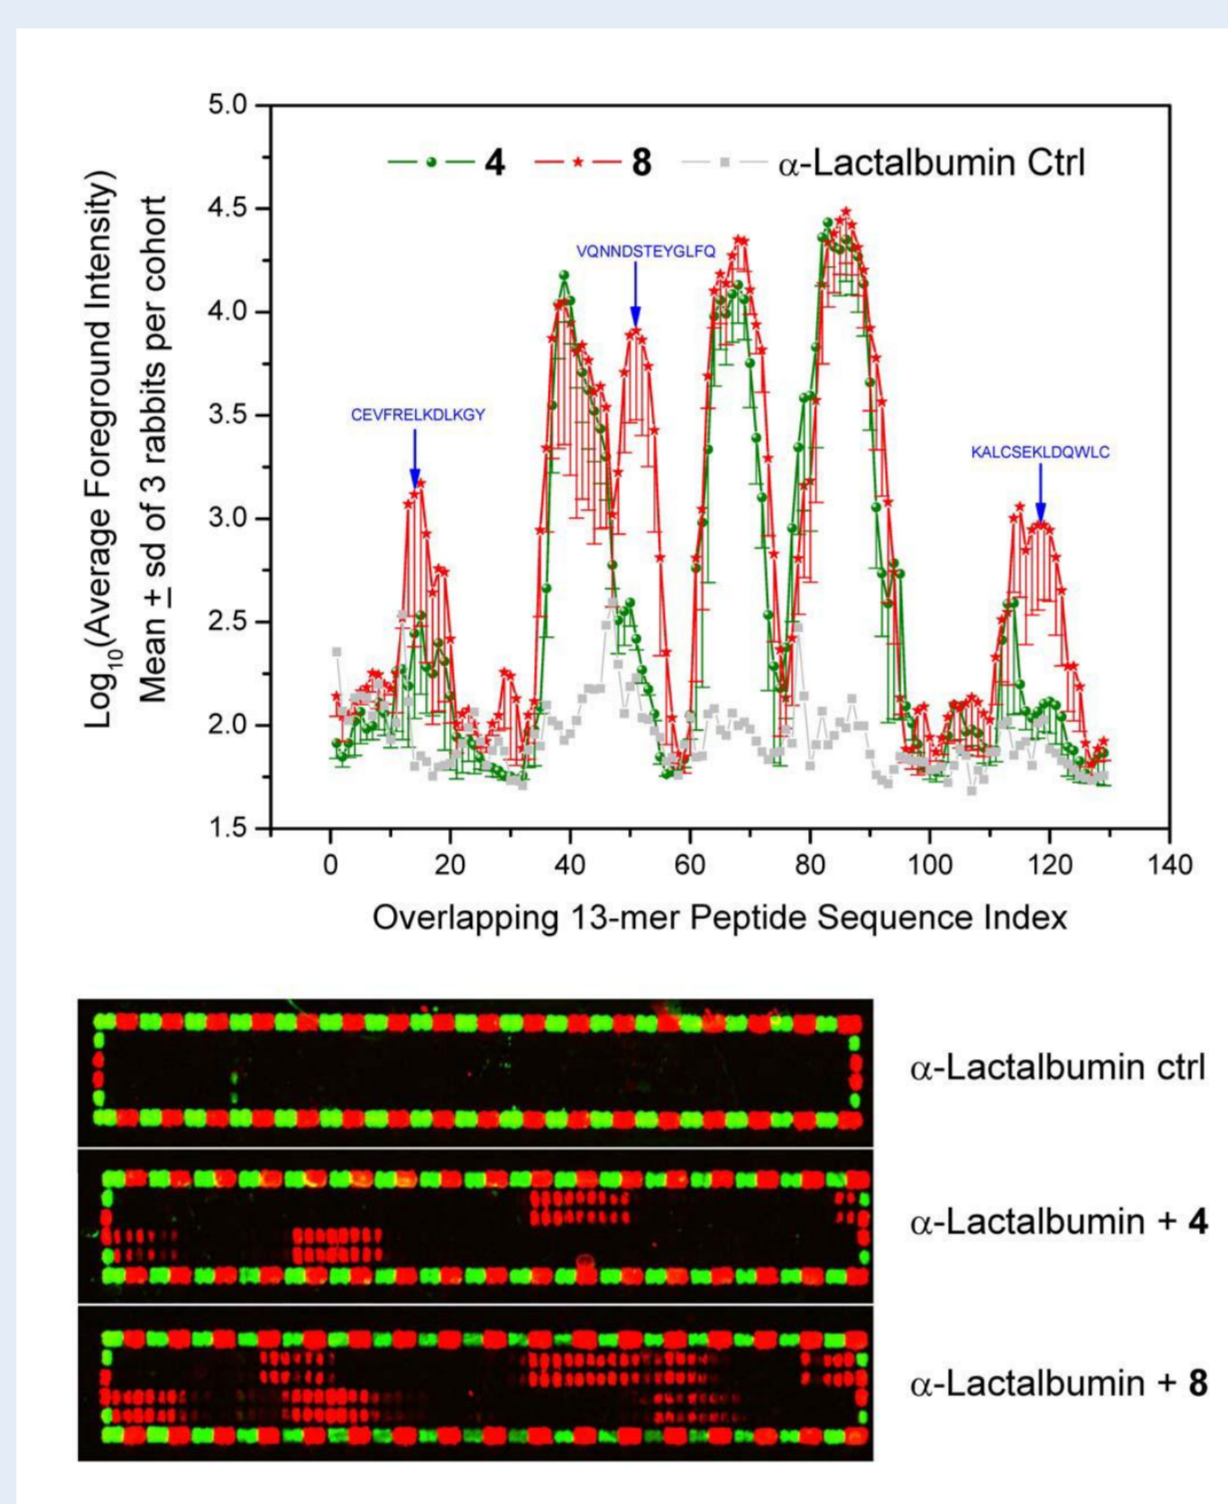 5.0
4.5
4.0
3.5
3.0
2.5
2.0
1.5
Log10(Average Foreground Intensity)
Mean ± sd of 3 rabbits per cohort
4 8 α-Lactalbumin Ctrl
VQNNDSTEYGLFQ
CEVFRELKDLKGY
KALCSEKLDQWLC
0 20 40 60 80 100 120 140
Overlapping 13-mer Peptide Sequence Index
α-Lactalbumin ctrl
α-Lactalbumin + 4
α-Lactalbumin + 8